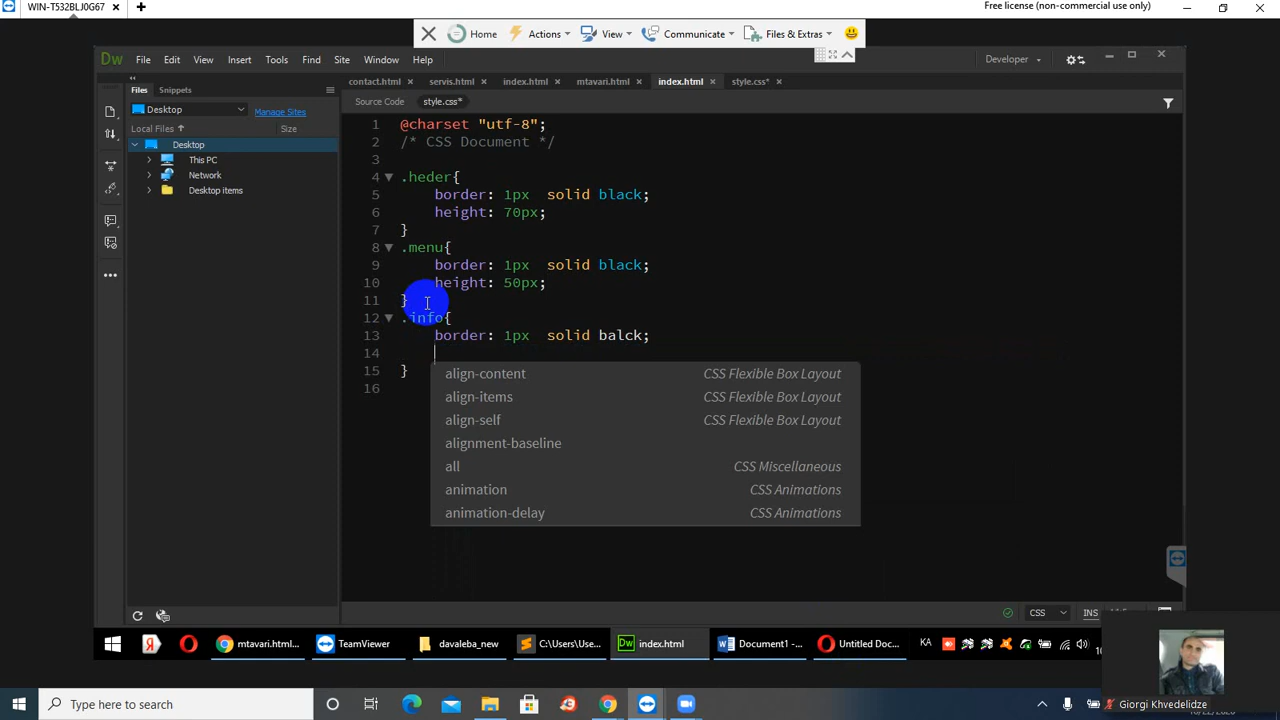 WIN-T532BLJ0G67
Free license (non-commercial use only)
Home Actions View Communicate Files & Extras
Dw File Edit View Insert Tools Find Site Window Help Developer
contact.html servis.html index.html mtavari.html index.html style.css*
Files Snippets
Source Code style.css*
Desktop Manage Sites
Local Files Size
Desktop
This PC
Network
Desktop items
1 @charset "utf-8";
2 /* CSS Document */
3
4 .heder{
5 border: 1px solid black;
6 height: 70px;
7 }
8 .menu{
9 border: 1px solid black;
10 height: 50px;
11 }
12 .info{
13 border: 1px solid balck;
14
15 }
16
align-content CSS Flexible Box Layout
align-items CSS Flexible Box Layout
align-self CSS Flexible Box Layout
alignment-baseline
all CSS Miscellaneous
animation CSS Animations
animation-delay CSS Animations
CSS INS
mtavari.html... TeamViewer davaleba_new C:\Users\Use... index.html Document1 -... Untitled Doc... KA
Type here to search
Giorgi Khvedelidze